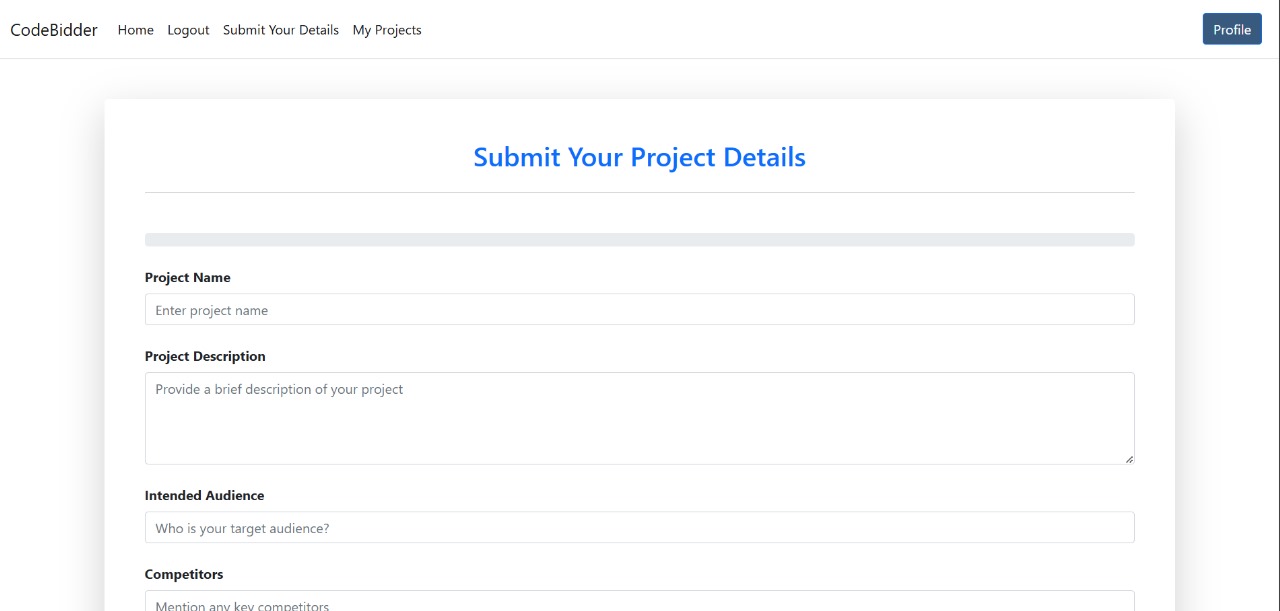 CodeBidder Home Logout Submit Your Details My Projects Profile
Submit Your Project Details
Project Name
Enter project name
Project Description
Provide a brief description of your project
Intended Audience
Who is your target audience?
Competitors
Mention any key competitors